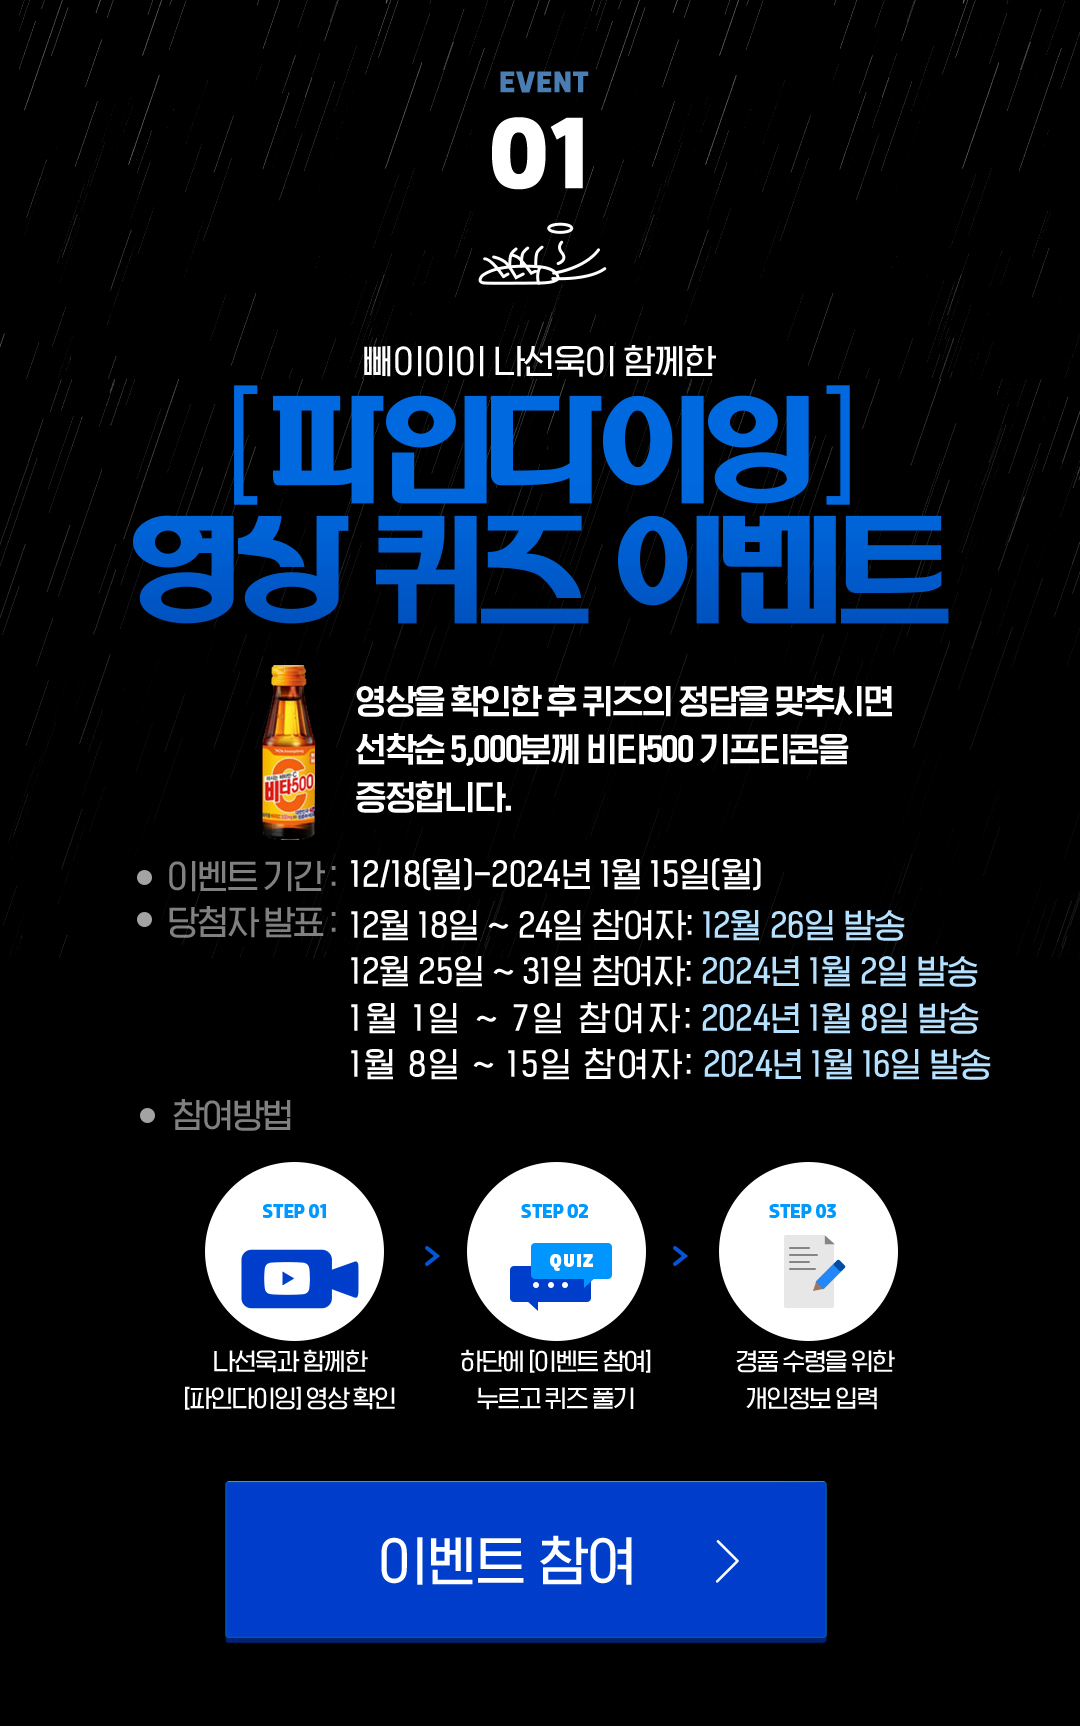 EVENT
01
빼이이이 나선욱이 함께한
[파인다이잉]
영상 퀴즈 이벤트
비타500
영상을 확인한 후 퀴즈의 정답을 맞추시면
선착순 5,000분께 비타500 기프티콘을
증정합니다.
● 이벤트 기간 : 12/18(월)-2024년 1월 15일(월)
● 당첨자 발표 : 12월 18일 ~ 24일 참여자: 12월 26일 발송
12월 25일 ~ 31일 참여자: 2024년 1월 2일 발송
1월 1일 ~ 7일 참여자: 2024년 1월 8일 발송
1월 8일 ~ 15일 참여자: 2024년 1월 16일 발송
● 참여방법
STEP 01
나선욱과 함께한
[파인다이잉] 영상 확인
>
STEP 02
QUIZ
하단에 [이벤트 참여]
누르고 퀴즈 풀기
>
STEP 03
경품 수령을 위한
개인정보 입력
이벤트 참여 >